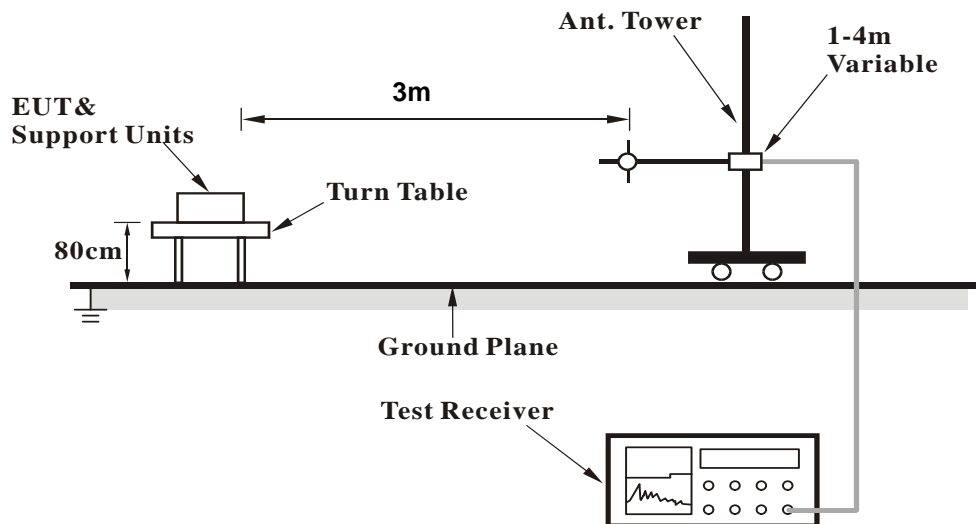 Ant. Tower
1-4m
Variable
3m
EUT&
Support Units
Turn Table
80cm
Ground Plane
Test Receiver